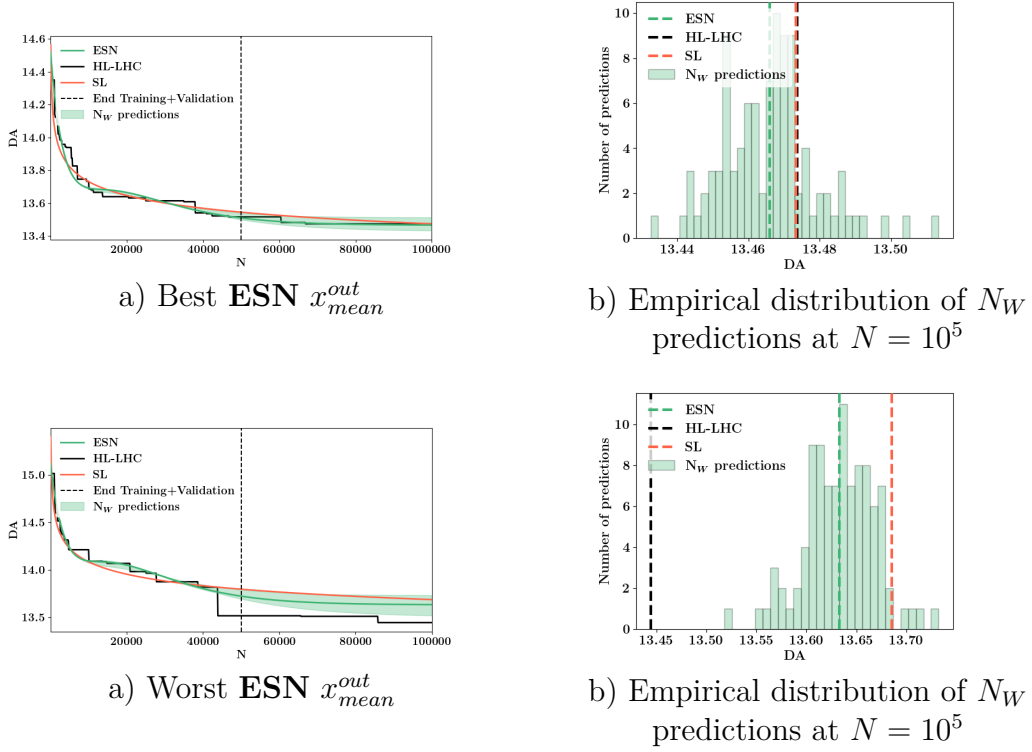 14.6
14.4
14.2
14.0
13.8
13.6
13.4
DA
ESN
HL-LHC
SL
End Training+Validation
N_W predictions
20000 40000 60000 80000 100000
N
a) Best ESN x_{mean}^{out}
10
8
6
4
2
0
Number of predictions
ESN
HL-LHC
SL
N_W predictions
13.44 13.46 13.48 13.50
DA
b) Empirical distribution of N_W
predictions at N = 10^5
15.0
14.5
14.0
13.5
DA
ESN
HL-LHC
SL
End Training+Validation
N_W predictions
20000 40000 60000 80000 100000
N
a) Worst ESN x_{mean}^{out}
10
8
6
4
2
0
Number of predictions
ESN
HL-LHC
SL
N_W predictions
13.45 13.50 13.55 13.60 13.65 13.70
DA
b) Empirical distribution of N_W
predictions at N = 10^5